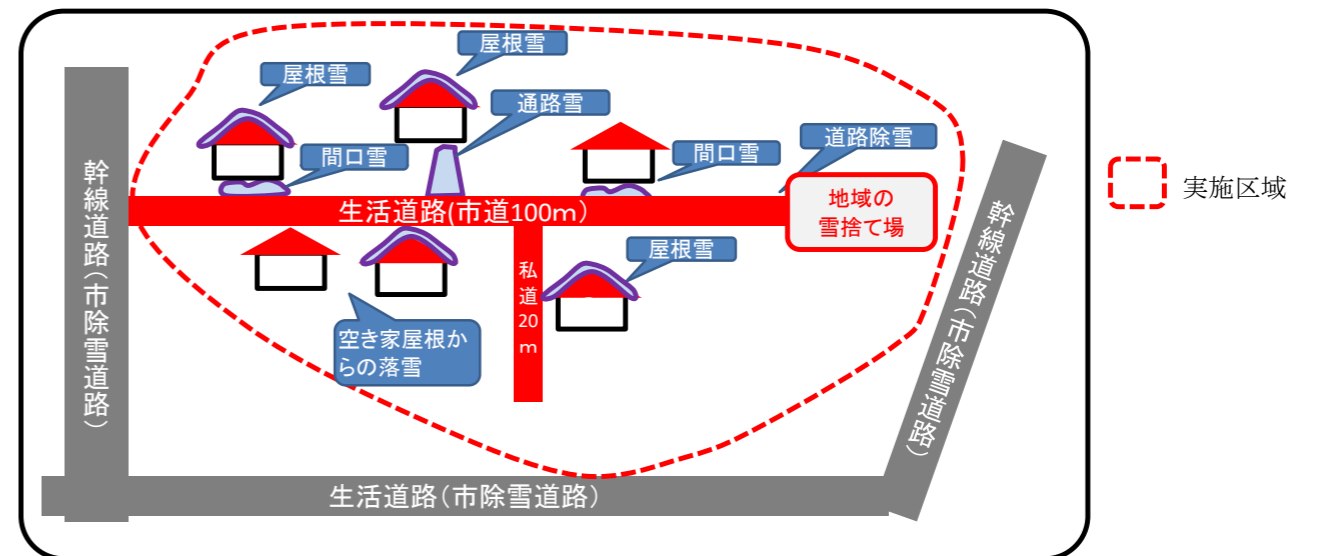 屋根雪
屋根雪
通路雪
道路除雪
間口雪
間口雪
実施区域
地域の
雪捨て場
生活道路(市道100m)
幹線道路(市除雪道路)
幹線道路(市除雪道路)
屋根雪
私道20m
空き家屋根か
らの落雪
生活道路(市除雪道路)